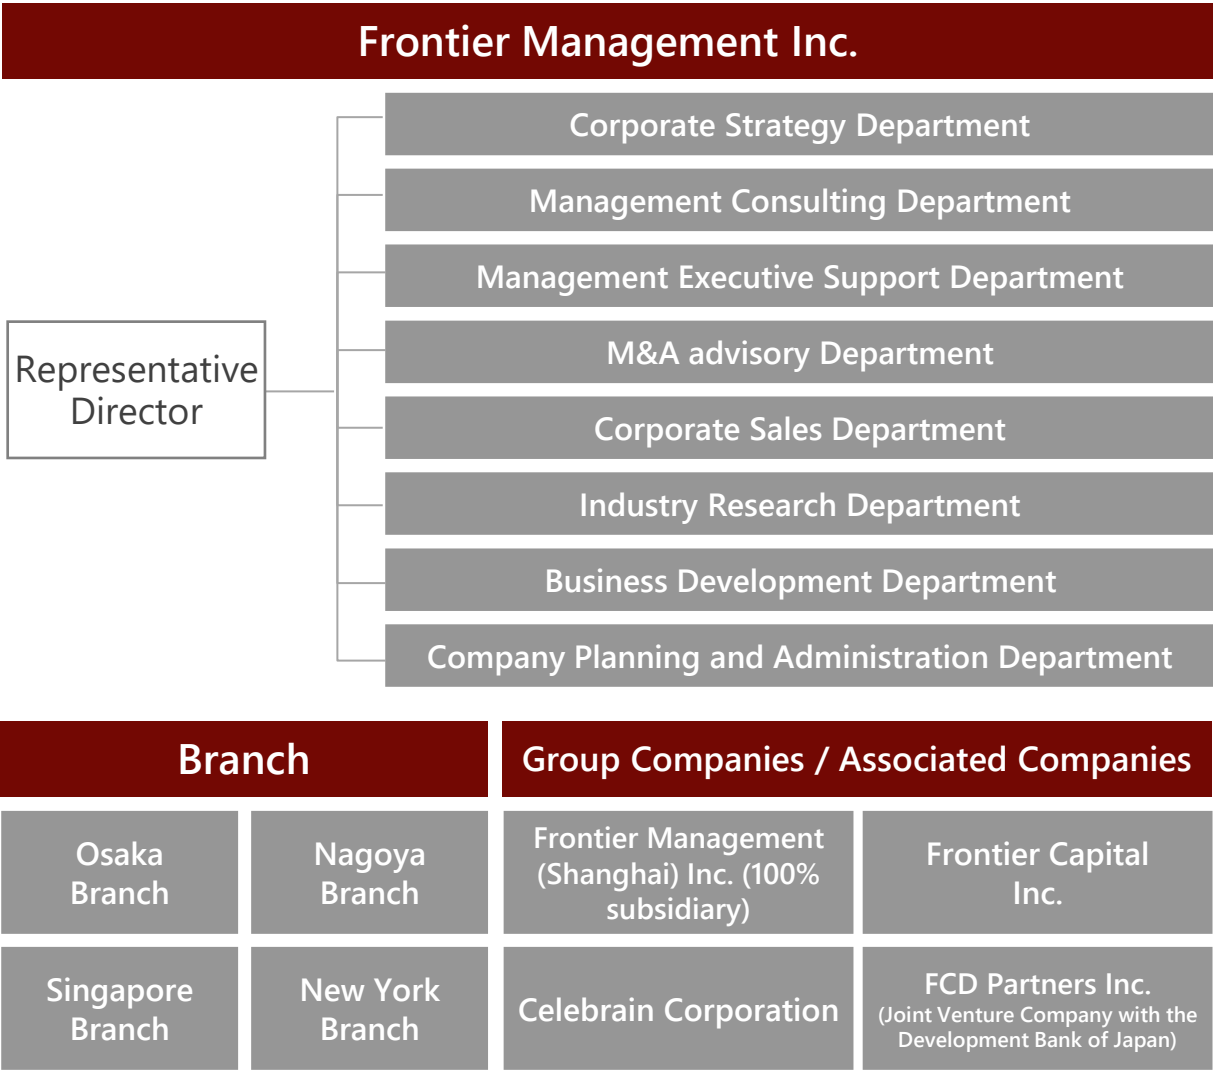 Frontier Management Inc.
Corporate Strategy Department
Management Consulting Department
Management Executive Support Department
M&A advisory Department
Representative
Director
Corporate Sales Department
Industry Research Department
Business Development Department
Company Planning and Administration Department
Branch
Osaka
Branch
Nagoya
Branch
Singapore
Branch
New York
Branch
Group Companies / Associated Companies
Frontier Management
(Shanghai) Inc. (100%
subsidiary)
Frontier Capital
Inc.
Celebrain Corporation
FCD Partners Inc.
(Joint Venture Company with the
Development Bank of Japan)